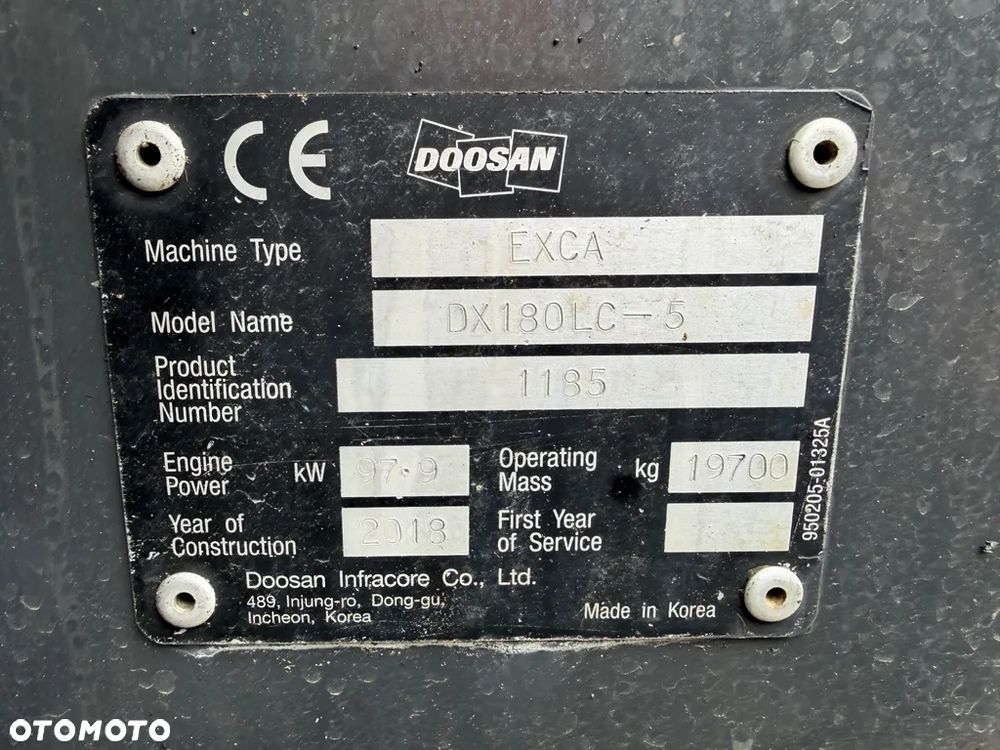 CE DOOSAN
Machine Type EXCA
Model Name DX180LC-5
Product
Identification
Number 1185
Engine
Power kW 97.9
Operating
Mass kg 19700
Year of
Construction 2018
First Year
of Service
Doosan Infracore Co., Ltd.
489, Injung-ro, Dong-gu,
Incheon, Korea
Made in Korea
950205-01325A
OTOMOTO